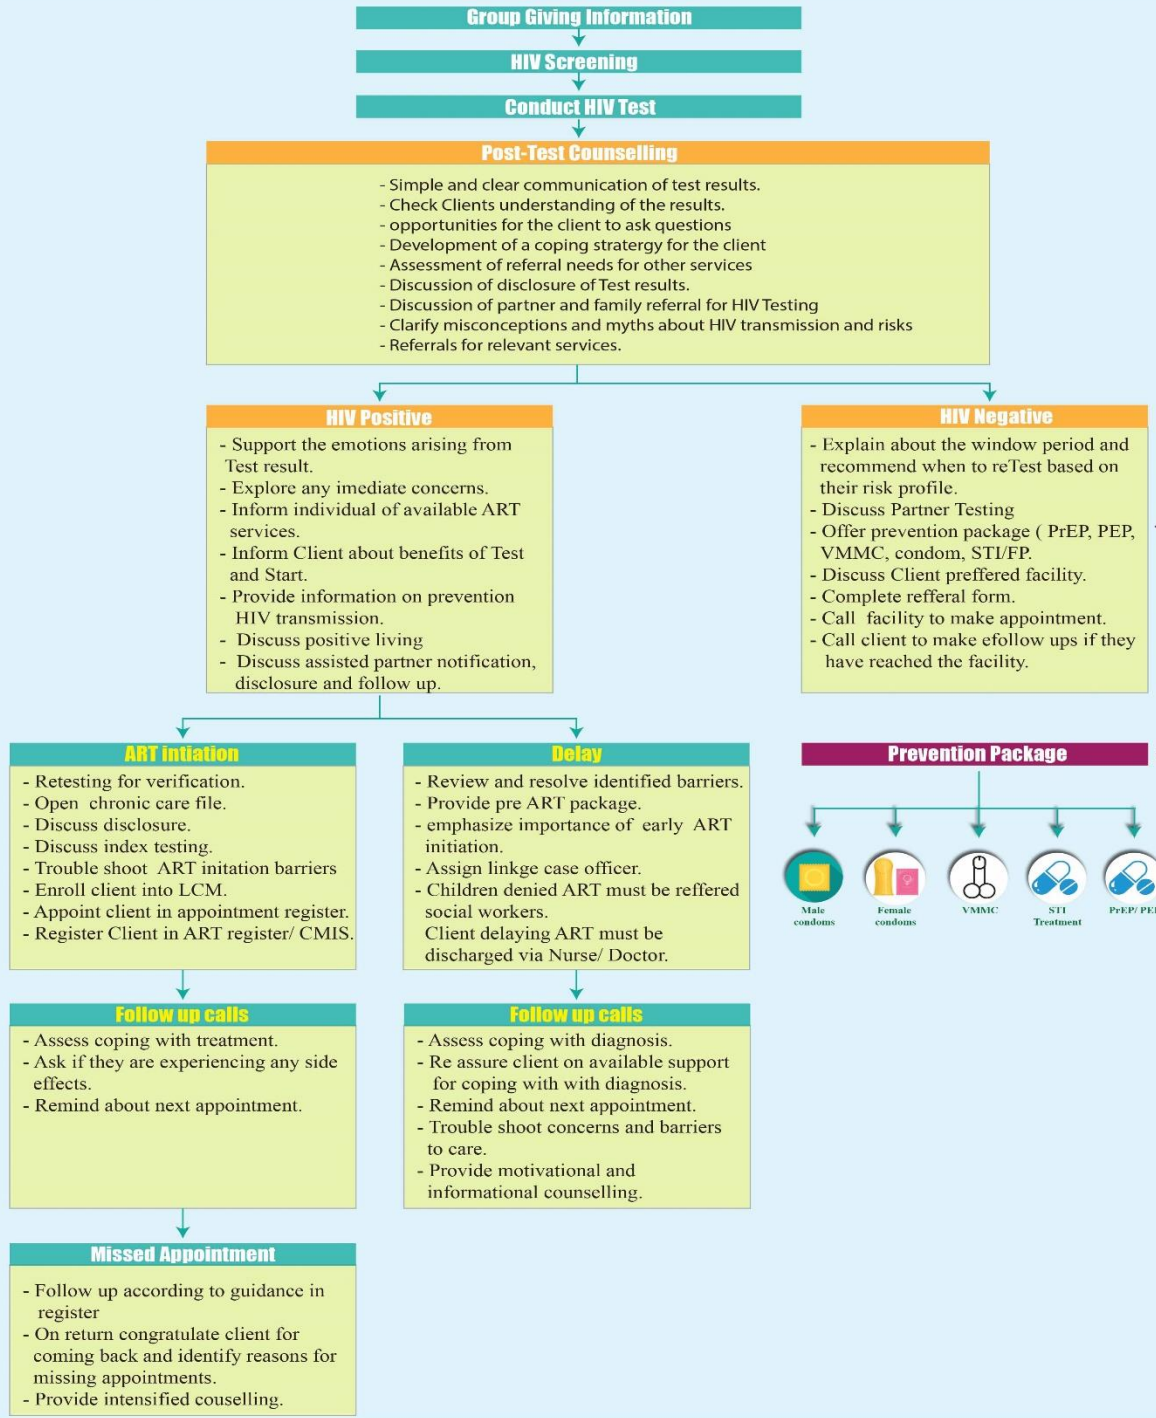 Group Giving Information
HIV Screening
Conduct HIV Test
Post-Test Counselling
- Simple and clear communication of test results.
- Check Clients understanding of the results.
- opportunities for the client to ask questions
- Development of a coping stratergy for the client
- Assessment of referral needs for other services
- Discussion of disclosure of Test results.
- Discussion of partner and family referral for HIV Testing
- Clarify misconceptions and myths about HIV transmission and risks
- Referrals for relevant services.
HIV Positive
- Support the emotions arising from
Test result.
- Explore any imediate concerns.
- Inform individual of available ART
services.
- Inform Client about benefits of Test
and Start.
- Provide information on prevention
HIV transmission.
- Discuss positive living
- Discuss assisted partner notification,
disclosure and follow up.
HIV Negative
- Explain about the window period and
recommend when to reTest based on
their risk profile.
- Discuss Partner Testing
- Offer prevention package ( PrEP, PEP,
VMMC, condom, STI/FP.
- Discuss Client preffered facility.
- Complete refferal form.
- Call facility to make appointment.
- Call client to make efollow ups if they
have reached the facility.
ART intiation
- Retesting for verification.
- Open chronic care file.
- Discuss disclosure.
- Discuss index testing.
- Trouble shoot ART initation barriers
- Enroll client into LCM.
- Appoint client in appointment register.
- Register Client in ART register/ CMIS.
Delay
- Review and resolve identified barriers.
- Provide pre ART package.
- emphasize importance of early ART
initiation.
- Assign linkge case officer.
- Children denied ART must be reffered
social workers.
Client delaying ART must be
discharged via Nurse/ Doctor.
Prevention Package
Male
condoms
Female
condoms
VMMC
STI
Treatment
PrEP/ PEP
Follow up calls
- Assess coping with treatment.
- Ask if they are experiencing any side
effects.
- Remind about next appointment.
Follow up calls
- Assess coping with diagnosis.
- Re assure client on available support
for coping with with diagnosis.
- Remind about next appointment.
- Trouble shoot concerns and barriers
to care.
- Provide motivational and
informational counselling.
Missed Appointment
- Follow up according to guidance in
register
- On return congratulate client for
coming back and identify reasons for
missing appointments.
- Provide intensified couselling.